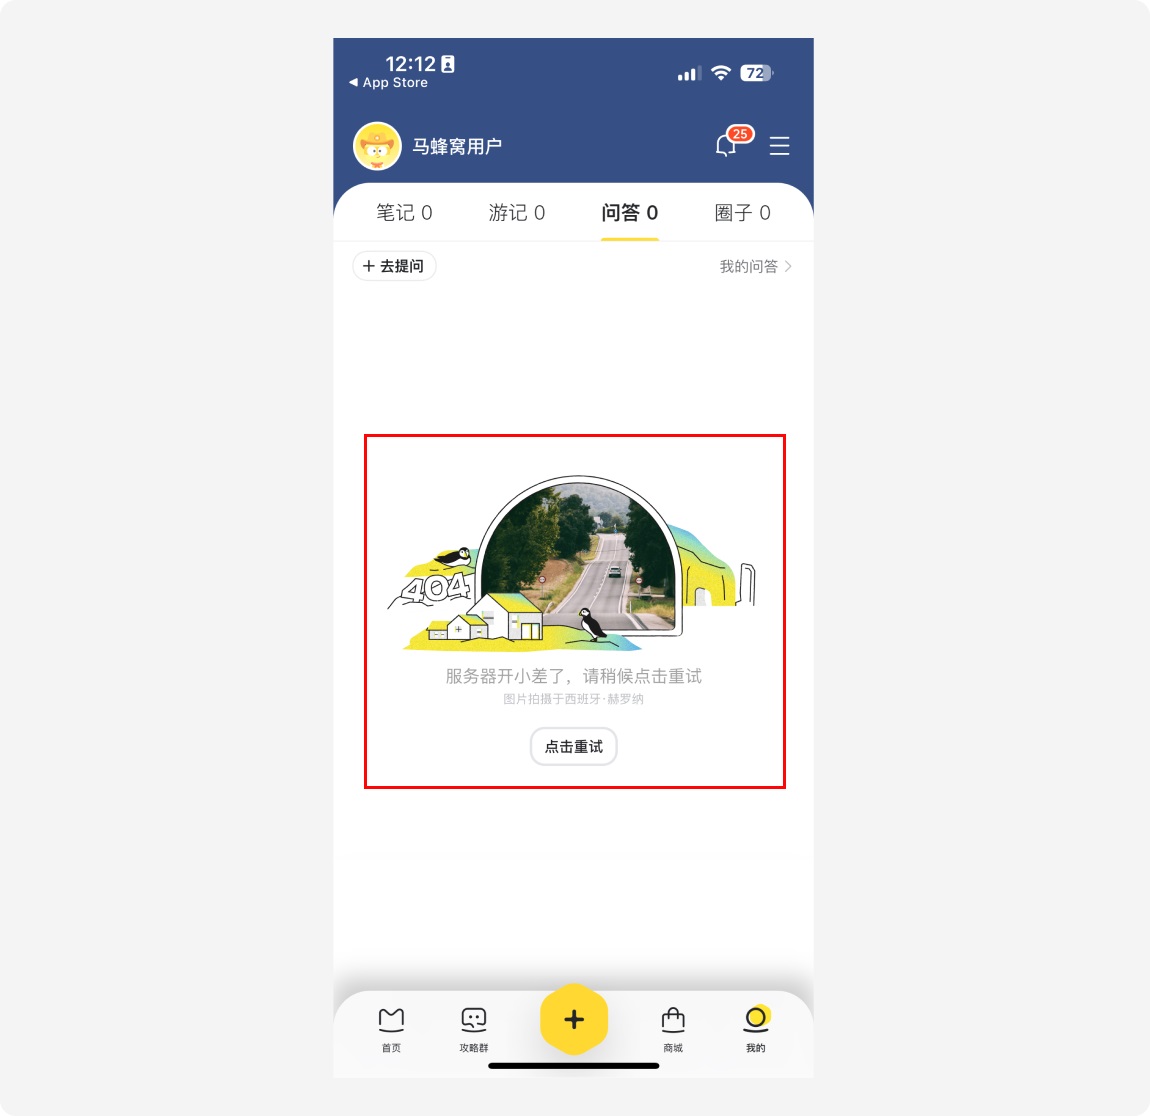 12:12
72
◀ App Store
马蜂窝用户
25
笔记 0
游记 0
问答 0
圈子 0
+ 去提问
我的问答 >
404
服务器开小差了，请稍候点击重试
图片拍摄于西班牙·赫罗纳
点击重试
首页
攻略群
+
商城
我的